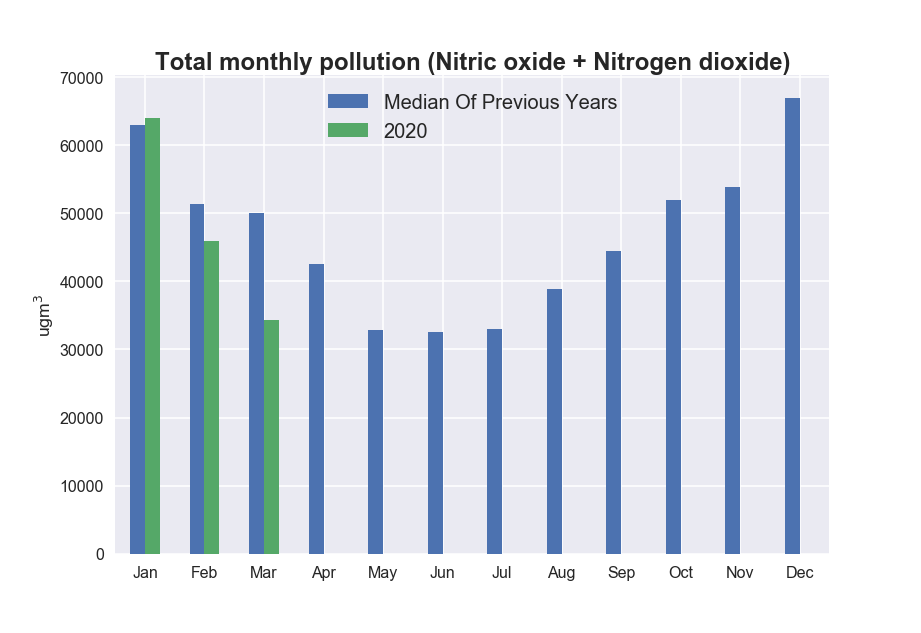 Total monthly pollution (Nitric oxide + Nitrogen dioxide)
Median Of Previous Years
2020
70000
60000
50000
40000
30000
20000
10000
0
ugm³
Jan Feb Mar Apr May Jun Jul Aug Sep Oct Nov Dec